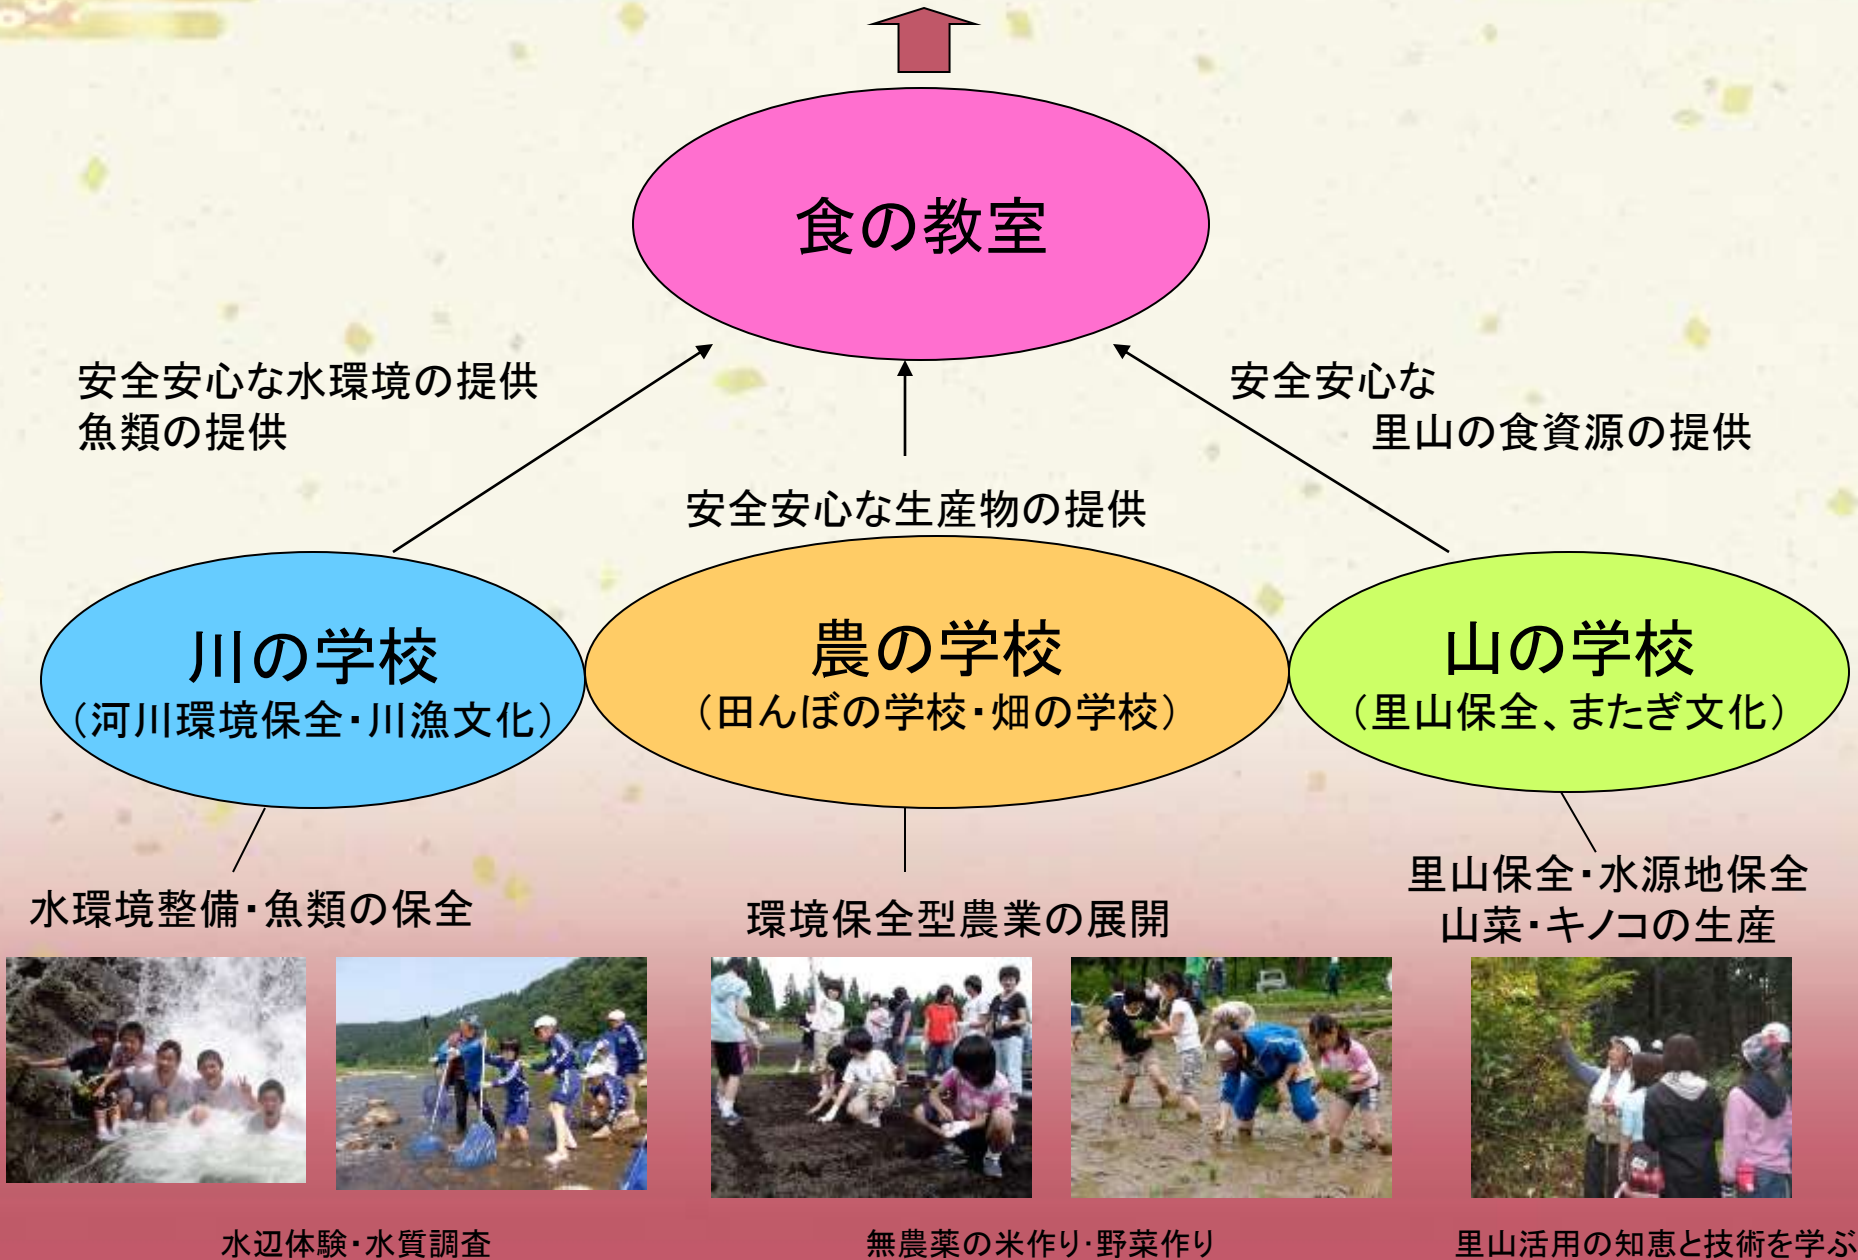 食の教室
安全安心な水環境の提供
魚類の提供
安全安心な
里山の食資源の提供
安全安心な生産物の提供
川の学校
（河川環境保全・川漁文化）
農の学校
（田んぼの学校・畑の学校）
山の学校
（里山保全、またぎ文化）
水環境整備・魚類の保全
環境保全型農業の展開
里山保全・水源地保全
山菜・キノコの生産
水辺体験・水質調査
無農薬の米作り・野菜作り
里山活用の知恵と技術を学ぶ